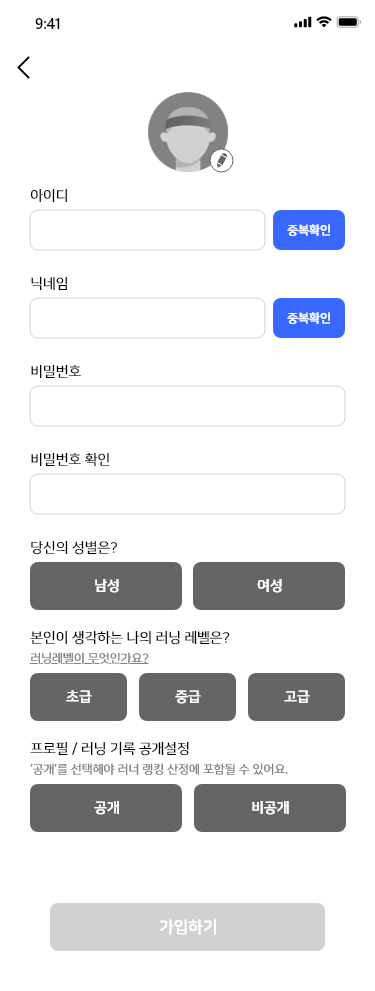 9:41
아이디
중복확인
닉네임
중복확인
비밀번호
비밀번호 확인
당신의 성별은?
남성 여성
본인이 생각하는 나의 러닝 레벨은?
러닝레벨이 무엇인가요?
초급 중급 고급
프로필 / 러닝 기록 공개설정
'공개'를 선택해야 러너 랭킹 산정에 포함될 수 있어요.
공개 비공개
가입하기